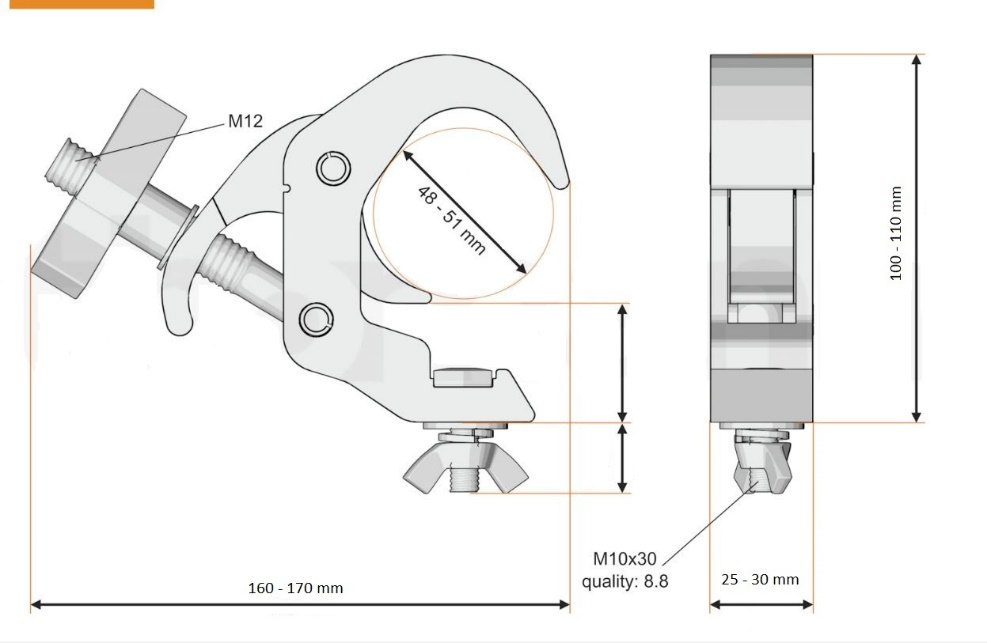 M12
48 - 51 mm
100 - 110 mm
M10x30
quality: 8.8
160 - 170 mm
25 - 30 mm